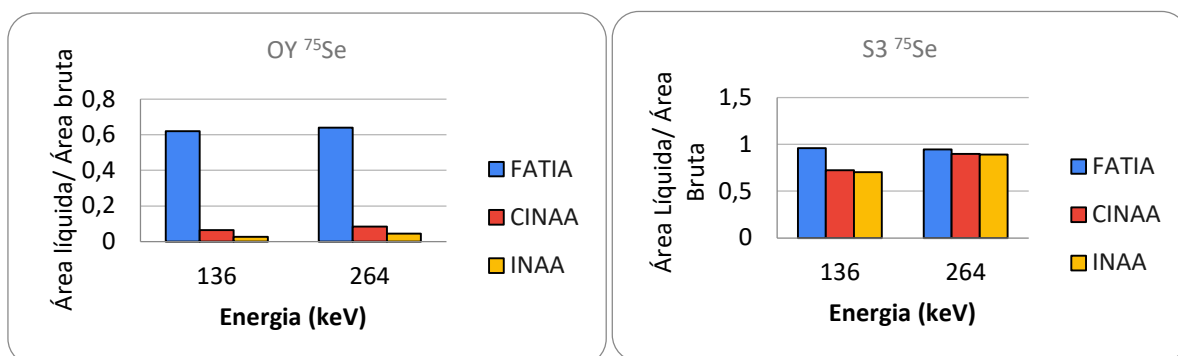 OY ⁷⁵Se
Área líquida/ Área bruta
0,8
0,6
0,4
0,2
0
136
264
Energia (keV)
FATIA
CINAA
INAA
S3 ⁷⁵Se
Área Líquida/ Área
Bruta
1,5
1
0,5
0
136
264
Energia (keV)
FATIA
CINAA
INAA